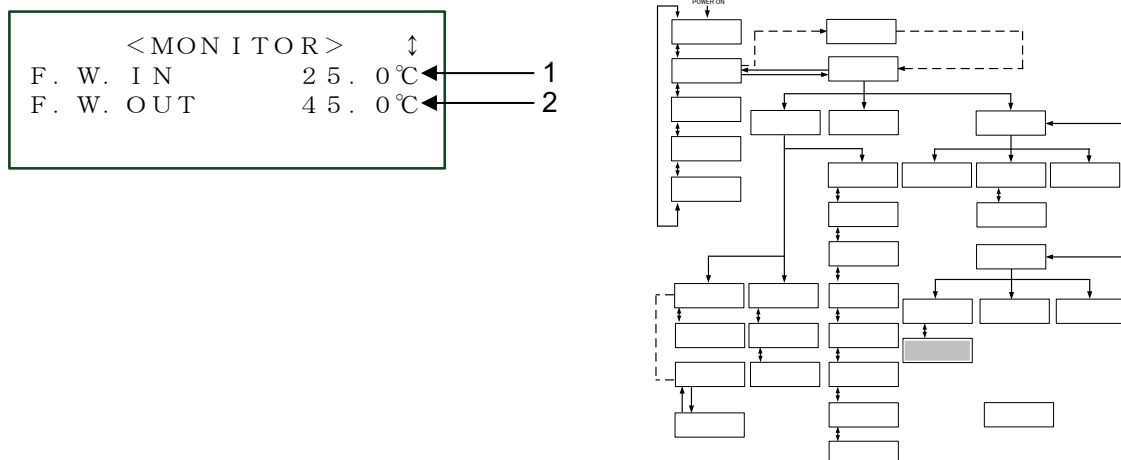 POWER ON
<MONITOR> ↕
F. W. IN 25. 0℃ 1
F. W. OUT 45. 0℃ 2